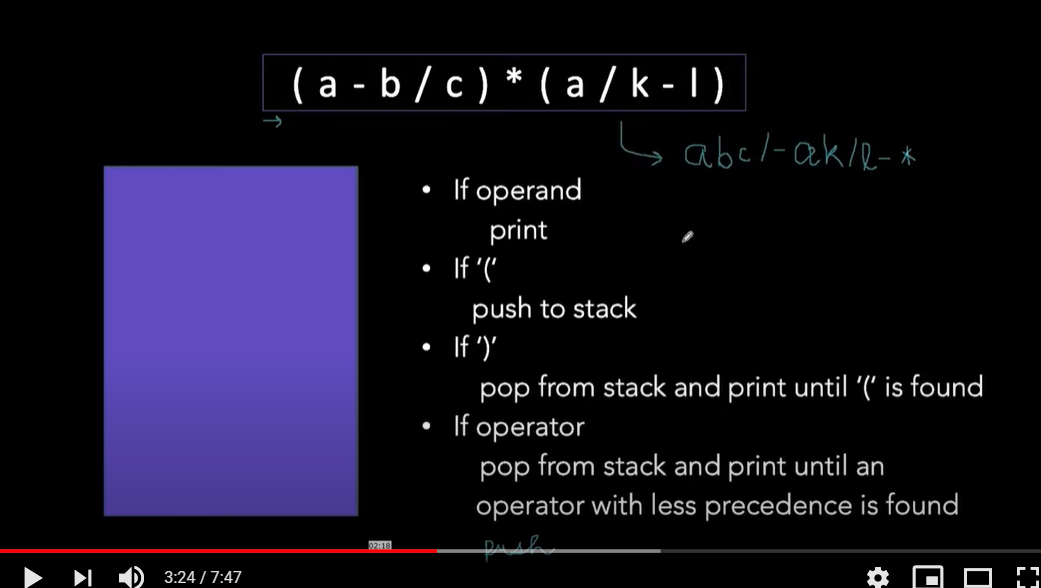 ( a - b / c ) * ( a / k - l )
→
abc/-ak/l-*
• If operand
print
• If ‘(‘
push to stack
• If ‘)’
pop from stack and print until ‘(‘ is found
• If operator
pop from stack and print until an
operator with less precedence is found
push
02:18
3:24 / 7:47